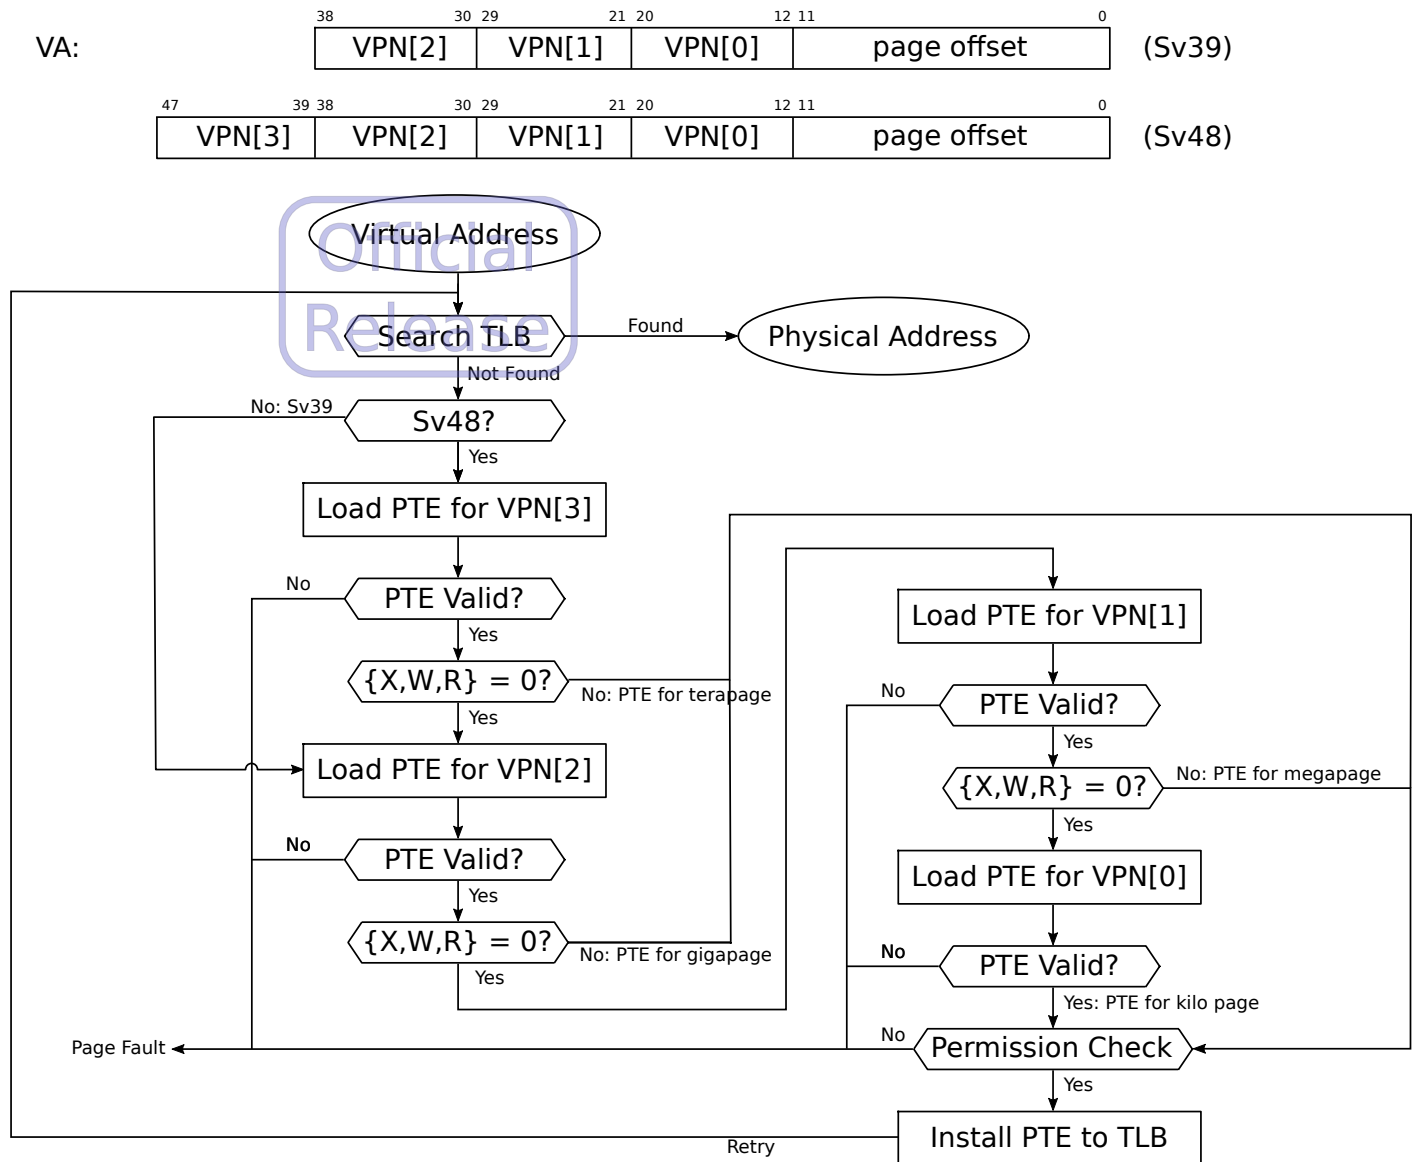 38 30 29 21 20 12 11 0
VA: VPN[2] VPN[1] VPN[0] page offset (Sv39)
47 39 38 30 29 21 20 12 11 0
VPN[3] VPN[2] VPN[1] VPN[0] page offset (Sv48)
Official
Release
Virtual Address
Search TLB
Found
Physical Address
Not Found
No: Sv39
Sv48?
Yes
Load PTE for VPN[3]
No
PTE Valid?
Yes
{X,W,R} = 0?
No: PTE for terapage
Yes
Load PTE for VPN[2]
No
PTE Valid?
Yes
{X,W,R} = 0?
No: PTE for gigapage
Yes
Load PTE for VPN[1]
No
PTE Valid?
Yes
{X,W,R} = 0?
No: PTE for megapage
Yes
Load PTE for VPN[0]
No
PTE Valid?
Yes: PTE for kilo page
No
Permission Check
Page Fault
Yes
Install PTE to TLB
Retry